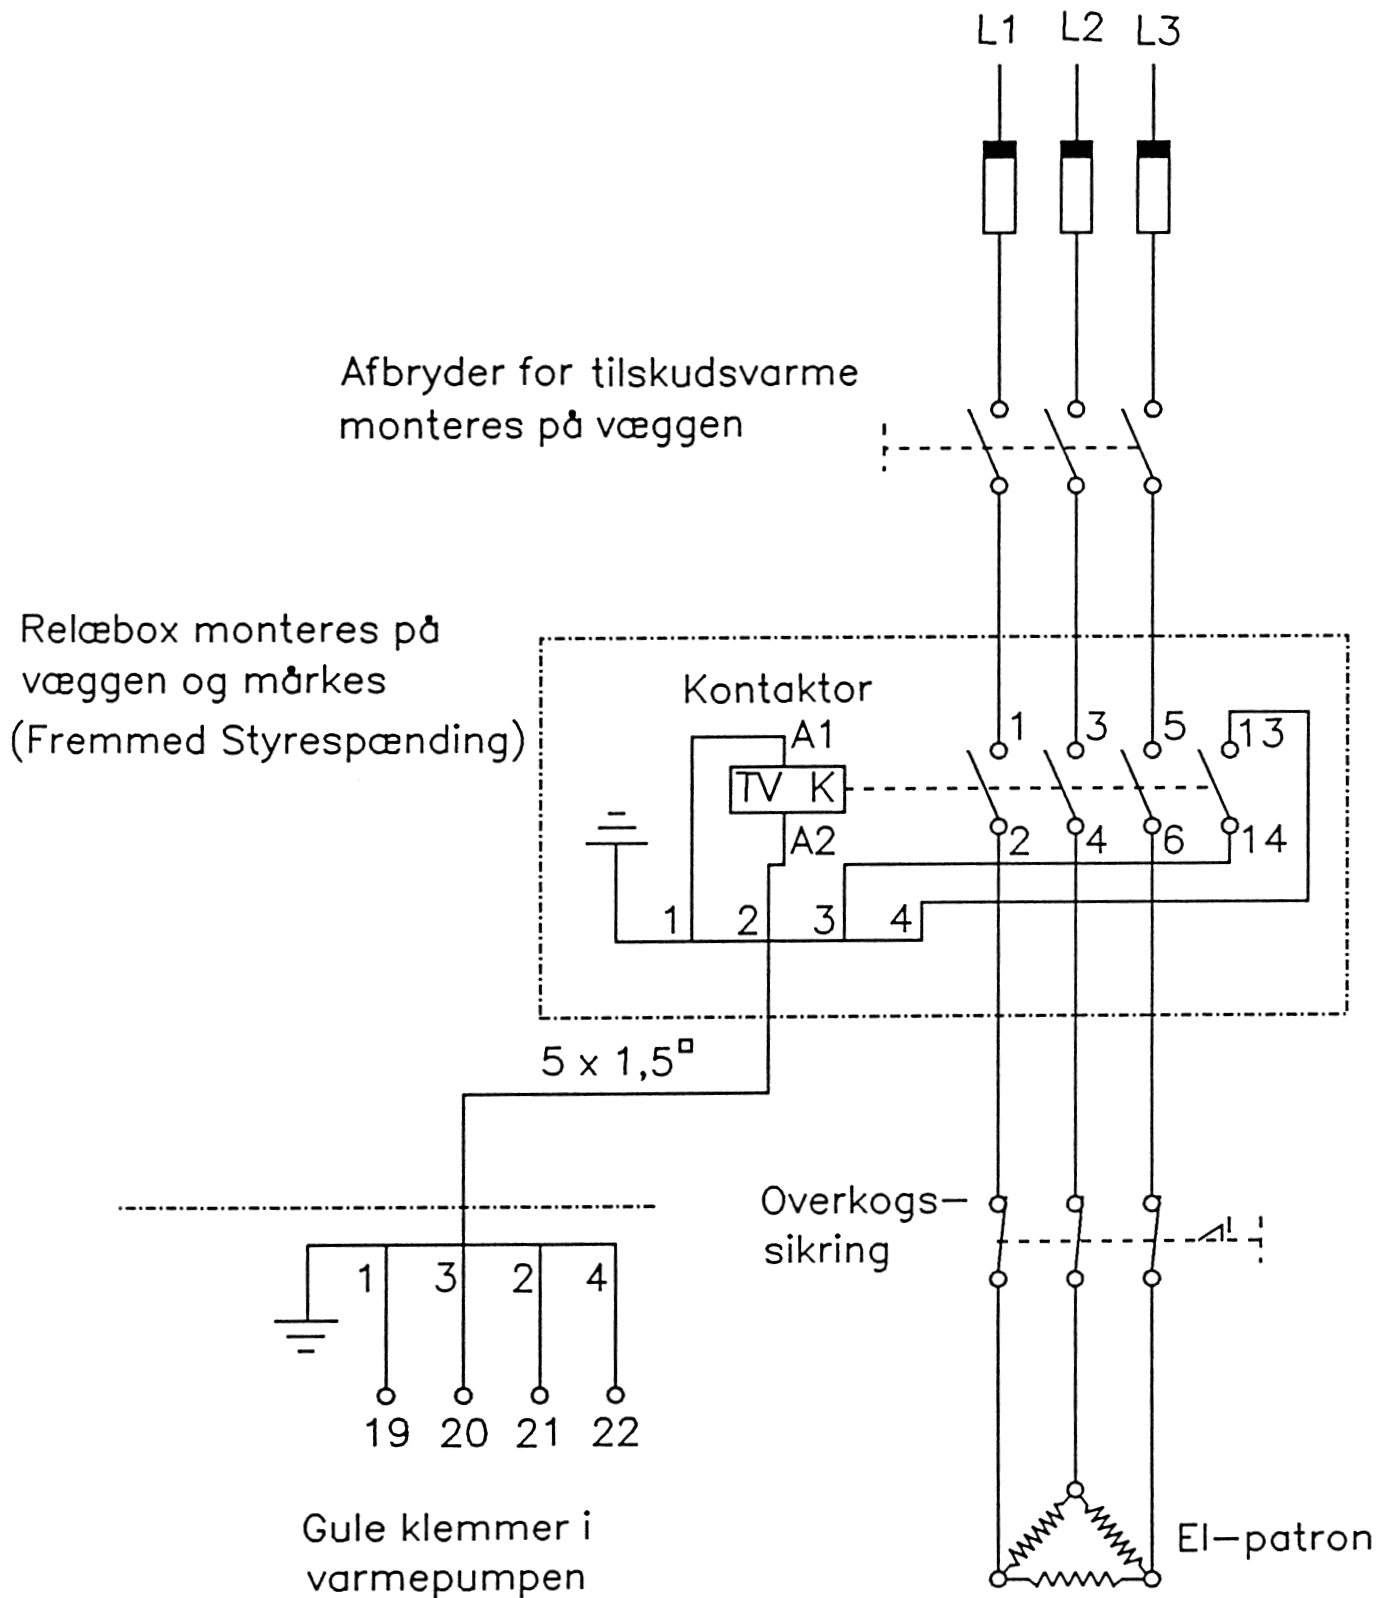 L1 L2 L3
Afbryder for tilskudsvarme
monteres på væggen
Relæbox monteres på
væggen og mårkes
(Fremmed Styrespænding)
Kontaktor
A1
TV K
A2
1 3 5 13
2 4 6 14
1 2 3 4
5 x 1,5□
Overkogs-
sikring
1 3 2 4
19 20 21 22
Gule klemmer i
varmepumpen
El-patron